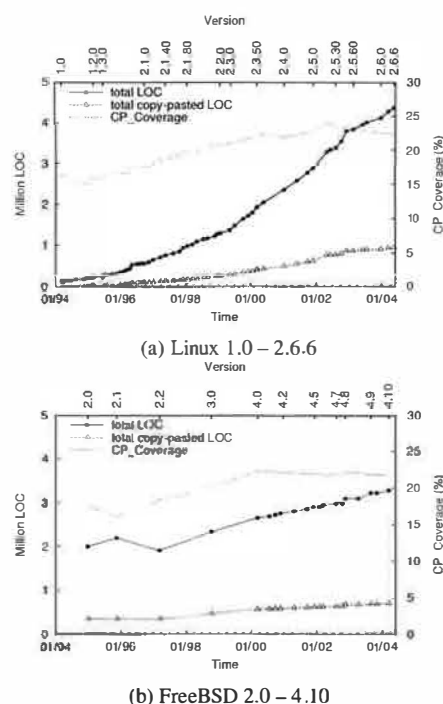 Version
1.0
1.2.0
1.3.0
2.1.0
2.1.40
2.1.80
2.2.0
2.3.0
2.3.50
2.4.0
2.5.0
2.5.30
2.5.60
2.6.0
2.6.6
5
4
3
2
1
0
Million LOC
total LOC
total copy-pasted LOC
CP_Coverage
30
25
20
15
10
5
0
CP_Coverage (%)
01/94 01/96 01/98 01/00 01/02 01/04
Time
(a) Linux 1.0 – 2.6.6
Version
2.0
2.1
2.2
3.0
4.0
4.2
4.5
4.7
4.8
4.9
4.10
5
4
3
2
1
0
Million LOC
total LOC
total copy-pasted LOC
CP_Coverage
30
25
20
15
10
5
0
CP_Coverage (%)
01/94 01/96 01/98 01/00 01/02 01/04
Time
(b) FreeBSD 2.0 – 4.10